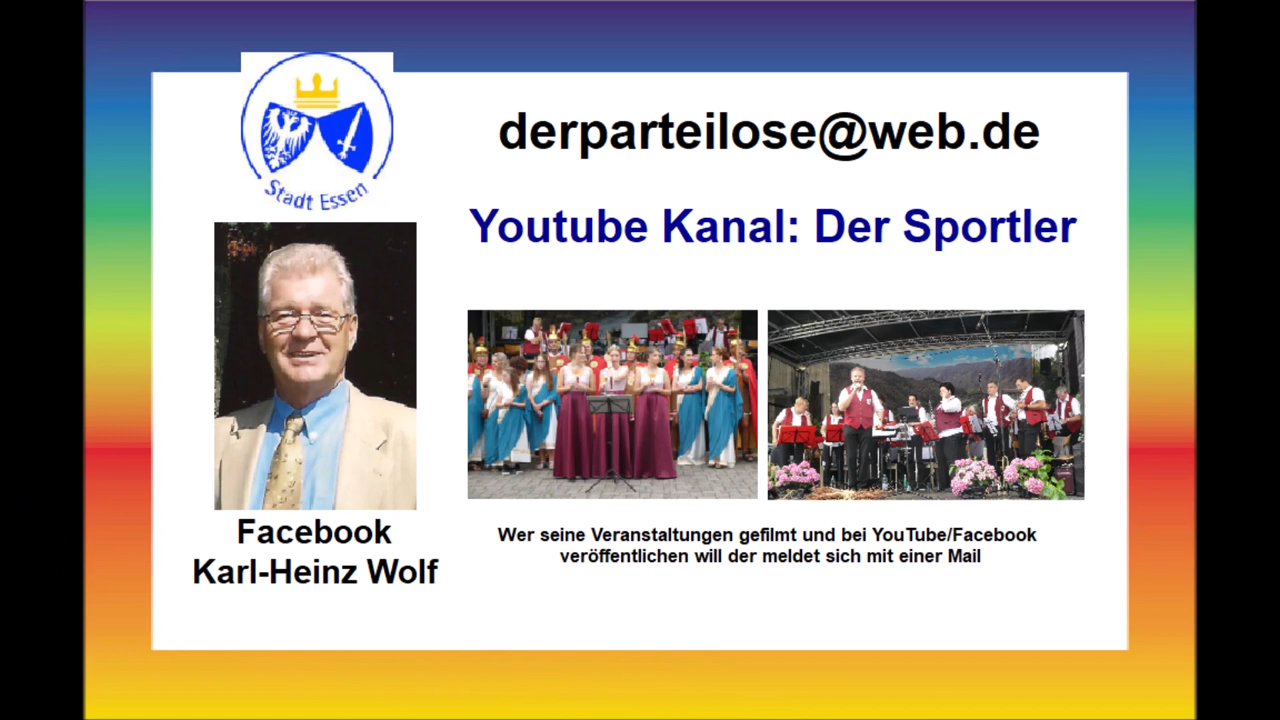 Stadt Essen
derparteilose@web.de
Youtube Kanal: Der Sportler
Facebook
Karl-Heinz Wolf
Wer seine Veranstaltungen gefilmt und bei YouTube/Facebook
veröffentlichen will der meldet sich mit einer Mail